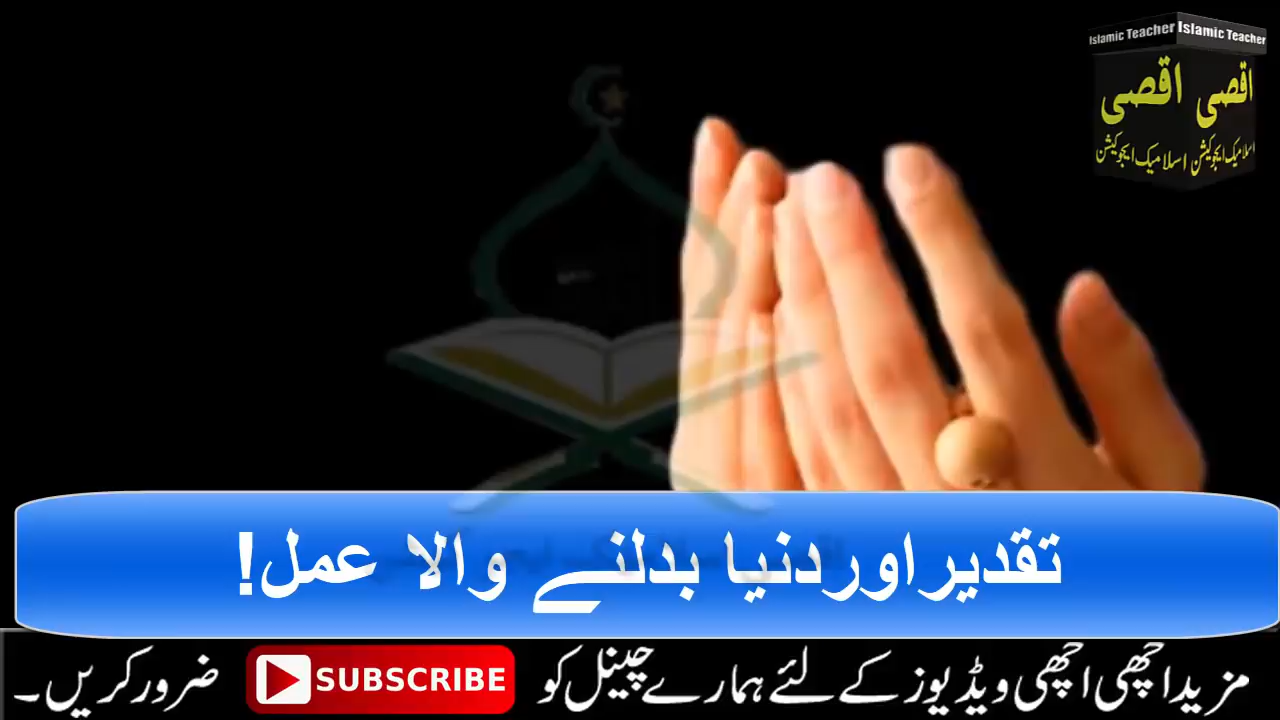 Islamic Teacher Islamic Teacher
اقصی اقصی
اسلامیک ایجوکیشن اسلامیک ایجوکیشن
تقدیر اور دنیا بدلنے والا عمل!
مزید اچھی اچھی ویڈیوز کے لئے ہمارے چینل کو SUBSCRIBE ضرور کریں۔